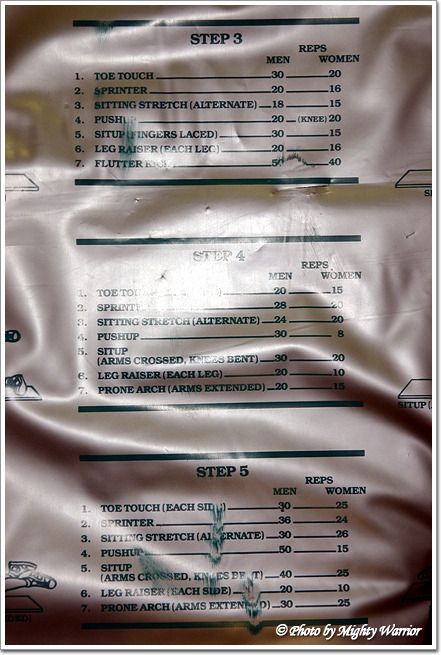 STEP 3
REPS
MEN WOMEN
1. TOE TOUCH 30 20
2. SPRINTER 20 16
3. SITTING STRETCH (ALTERNATE) 18 15
4. PUSHUP 20 (KNEE) 20
5. SITUP (FINGERS LACED) 30 15
6. LEG RAISER (EACH LEG) 20 16
7. FLUTTER KICK 50 40
STEP 4
REPS
MEN WOMEN
1. TOE 20 15
2. SPRINTER 28 20
3. SITTING STRETCH (ALTERNATE) 24 20
4. PUSHUP 30 8
5. SITUP
(ARMS CROSSED, KNEES BENT) 30 20
6. LEG RAISER (EACH LEG) 20 10
7. PRONE ARCH (ARMS EXTENDED) 20 15
SITUP (A
STEP 5
REPS
MEN WOMEN
1. TOE TOUCH (EACH SIDE) 30 25
2. SPRINTER 36 24
3. SITTING STRETCH (ALTERNATE) 30 26
4. PUSHUP 50 15
5. SITUP
(ARMS CROSSED, KNEES BENT) 40 25
6. LEG RAISER (EACH SIDE) 20 10
7. PRONE ARCH (ARMS EXTENDED) 30 25
DED)
© Photo by Mighty Warrior